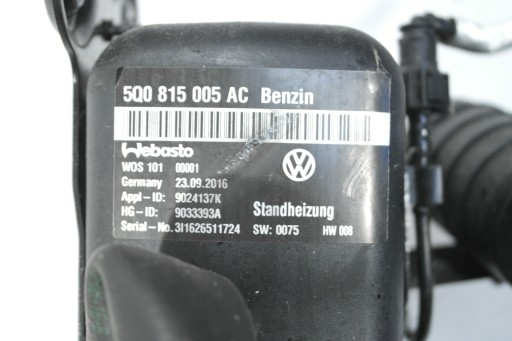 5Q0 815 005 AC Benzin
Webasto
WOS 101 00001
Germany 23.09.2016
Appl-ID: 9024137K
HG-ID: 9033393A Standheizung
Serial-No. 3I1626511724 SW: 0075 HW 008